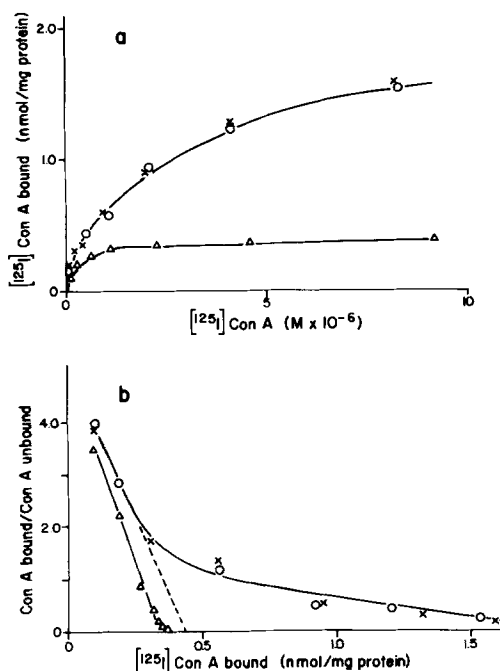 a
[125I] Con A bound (nmol/mg protein)
2.0
1.0
0
0
5
10
[125I] Con A (M x 10-6)
b
Con A bound/Con A unbound
4.0
2.0
0
0
0.5
1.0
1.5
[125I] Con A bound (nmol/mg protein)